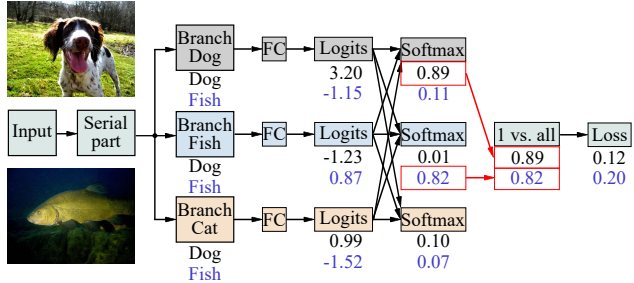 Input
Serial
part
Branch
Dog
Dog
Fish
FC
Logits
3.20
-1.15
Softmax
0.89
0.11
Branch
Fish
Dog
Fish
FC
Logits
-1.23
0.87
Softmax
0.01
0.82
Branch
Cat
Dog
Fish
FC
Logits
0.99
-1.52
Softmax
0.10
0.07
1 vs. all
0.89
0.82
Loss
0.12
0.20